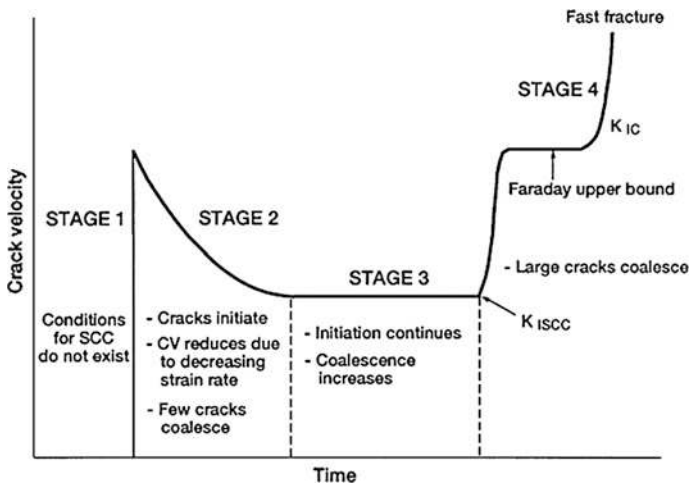 Fast fracture
STAGE 4
K IC
Faraday upper bound
STAGE 1
STAGE 2
STAGE 3
- Large cracks coalesce
K ISCC
Conditions
for SCC
do not exist
- Cracks initiate
- CV reduces due
to decreasing
strain rate
- Few cracks
coalesce
- Initiation continues
- Coalescence
increases
Crack velocity
Time